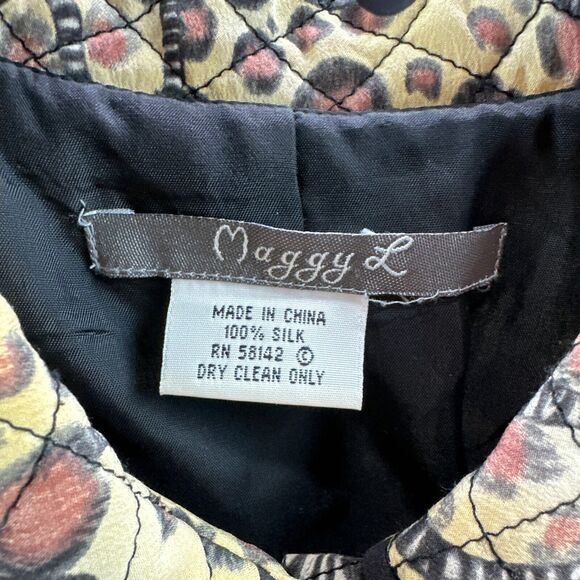 Maggy L
MADE IN CHINA
100% SILK
RN 58142 ©
DRY CLEAN ONLY